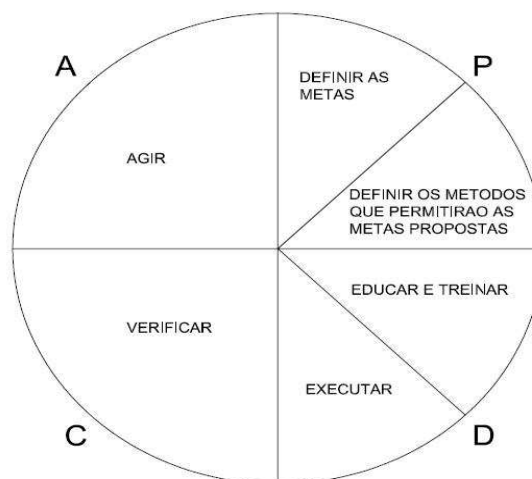 A
P
DEFINIR AS
METAS
AGIR
DEFINIR OS METODOS
QUE PERMITIRAO AS
METAS PROPOSTAS
EDUCAR E TREINAR
VERIFICAR
EXECUTAR
C
D